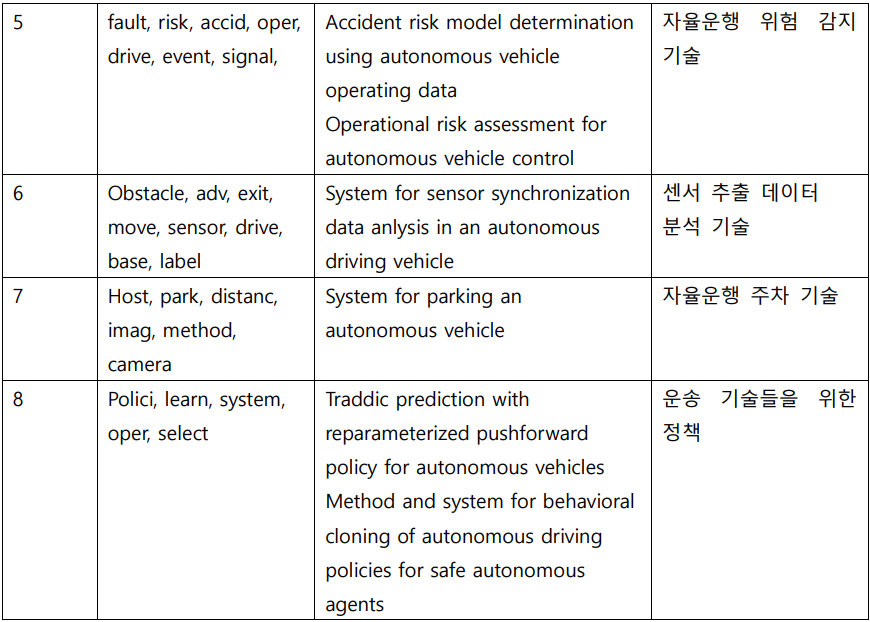 5
fault, risk, accid, oper,
drive, event, signal,
Accident risk model determination
using autonomous vehicle
operating data
Operational risk assessment for
autonomous vehicle control
자율운행 위험 감지
기술
6
Obstacle, adv, exit,
move, sensor, drive,
base, label
System for sensor synchronization
data anlysis in an autonomous
driving vehicle
센서 추출 데이터
분석 기술
7
Host, park, distanc,
imag, method,
camera
System for parking an
autonomous vehicle
자율운행 주차 기술
8
Polici, learn, system,
oper, select
Traddic prediction with
reparameterized pushforward
policy for autonomous vehicles
Method and system for behavioral
cloning of autonomous driving
policies for safe autonomous
agents
운송 기술들을 위한
정책